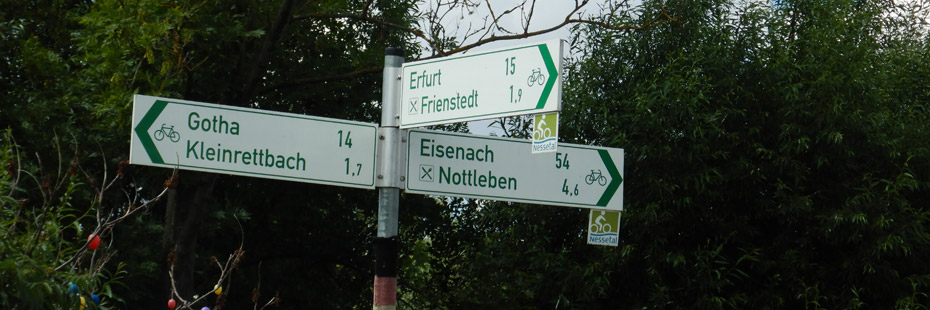 Gotha 14
Kleinrettbach 1,7
Erfurt 15
Frienstedt 1,9
Nessetal
Eisenach 54
Nottleben 4,6
Nessetal